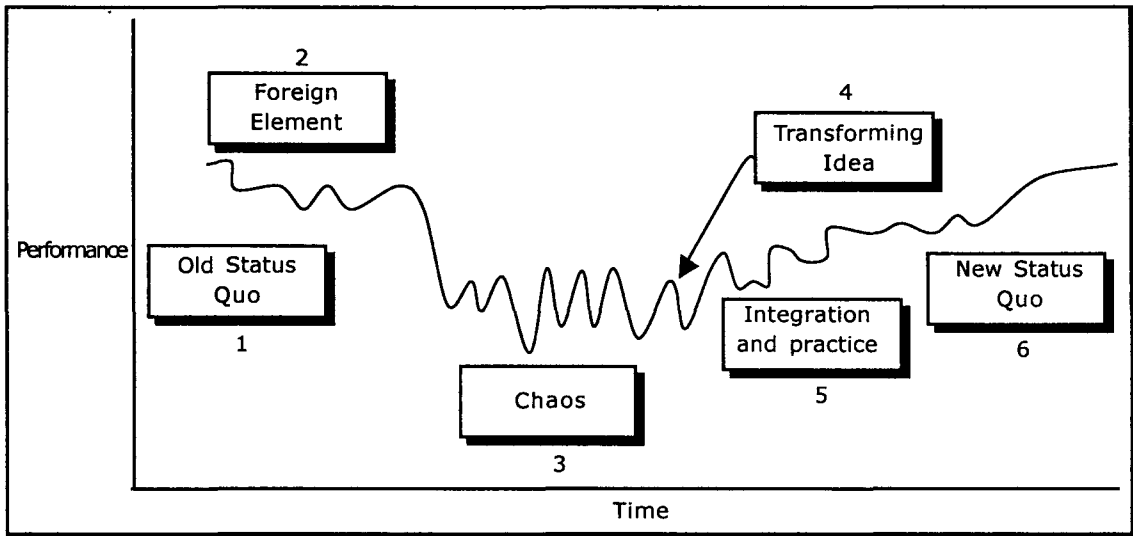 2
Foreign
Element
4
Transforming
Idea
Performance
Old Status
Quo
1
New Status
Quo
6
Integration
and practice
5
Chaos
3
Time